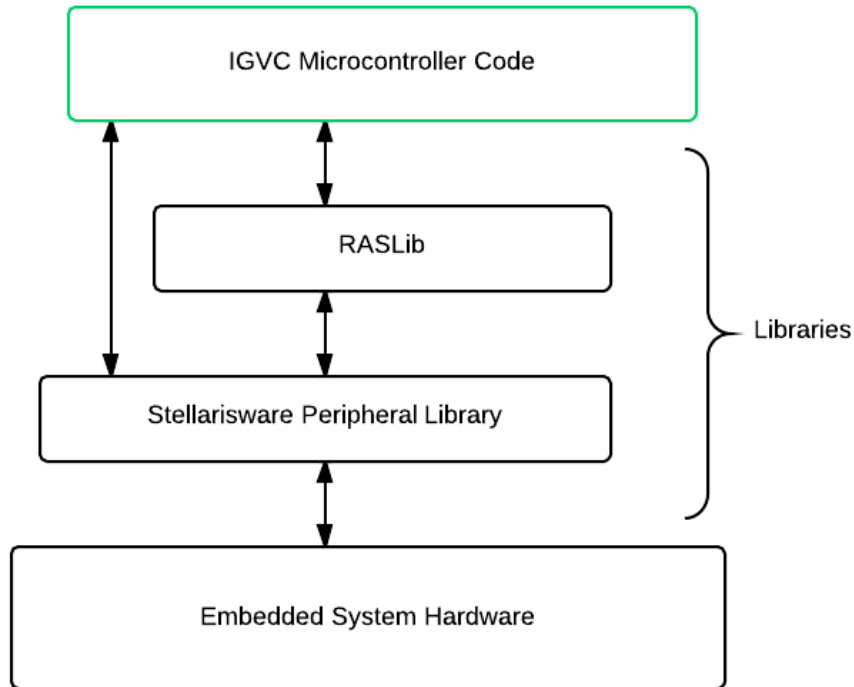 IGVC Microcontroller Code
RASLib
Libraries
Stellarisware Peripheral Library
Embedded System Hardware